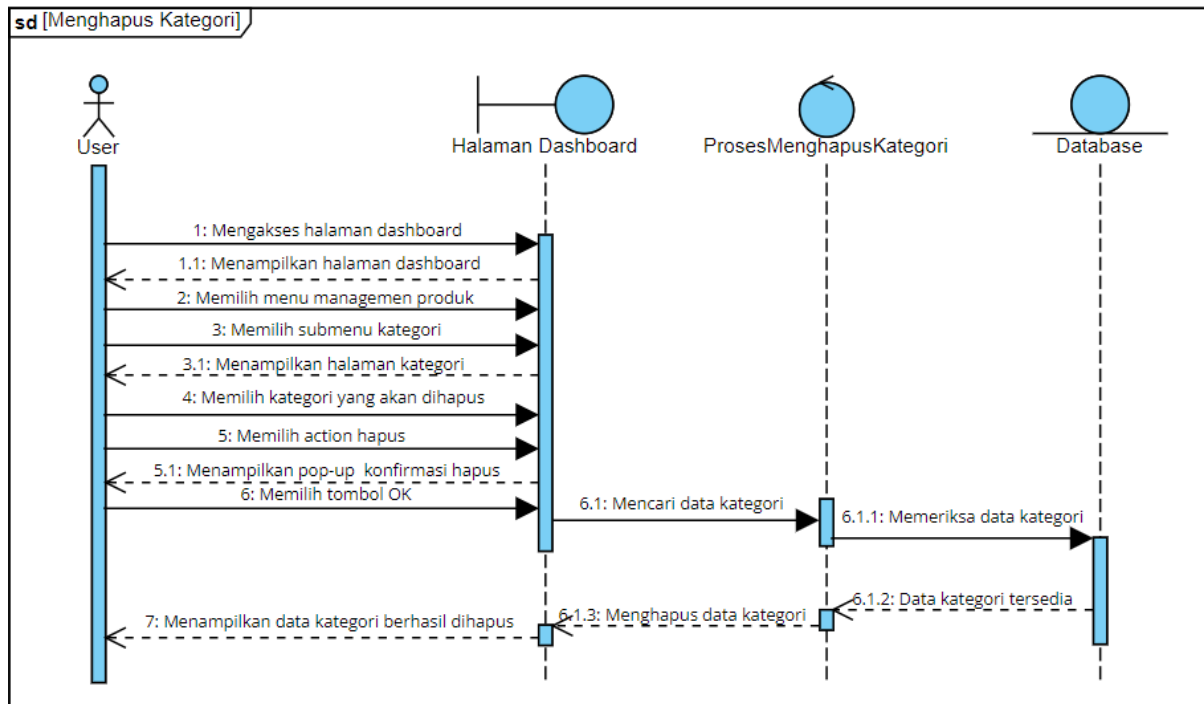 sd [Menghapus Kategori]
User
Halaman Dashboard
ProsesMenghapusKategori
Database
1: Mengakses halaman dashboard
1.1: Menampilkan halaman dashboard
2: Memilih menu managemen produk
3: Memilih submenu kategori
3.1: Menampilkan halaman kategori
4: Memilih kategori yang akan dihapus
5: Memilih action hapus
5.1: Menampilkan pop-up konfirmasi hapus
6: Memilih tombol OK
6.1: Mencari data kategori
6.1.1: Memeriksa data kategori
6.1.2: Data kategori tersedia
6.1.3: Menghapus data kategori
7: Menampilkan data kategori berhasil dihapus